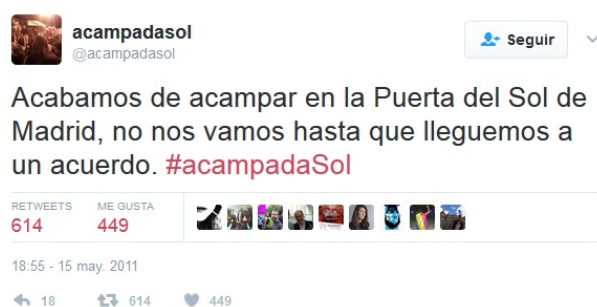 acampadasol
@acampadasol
Seguir
Acabamos de acampar en la Puerta del Sol de
Madrid, no nos vamos hasta que lleguemos a
un acuerdo. #acampadaSol
RETWEETS ME GUSTA
614 449
18:55 - 15 may. 2011
18 614 449